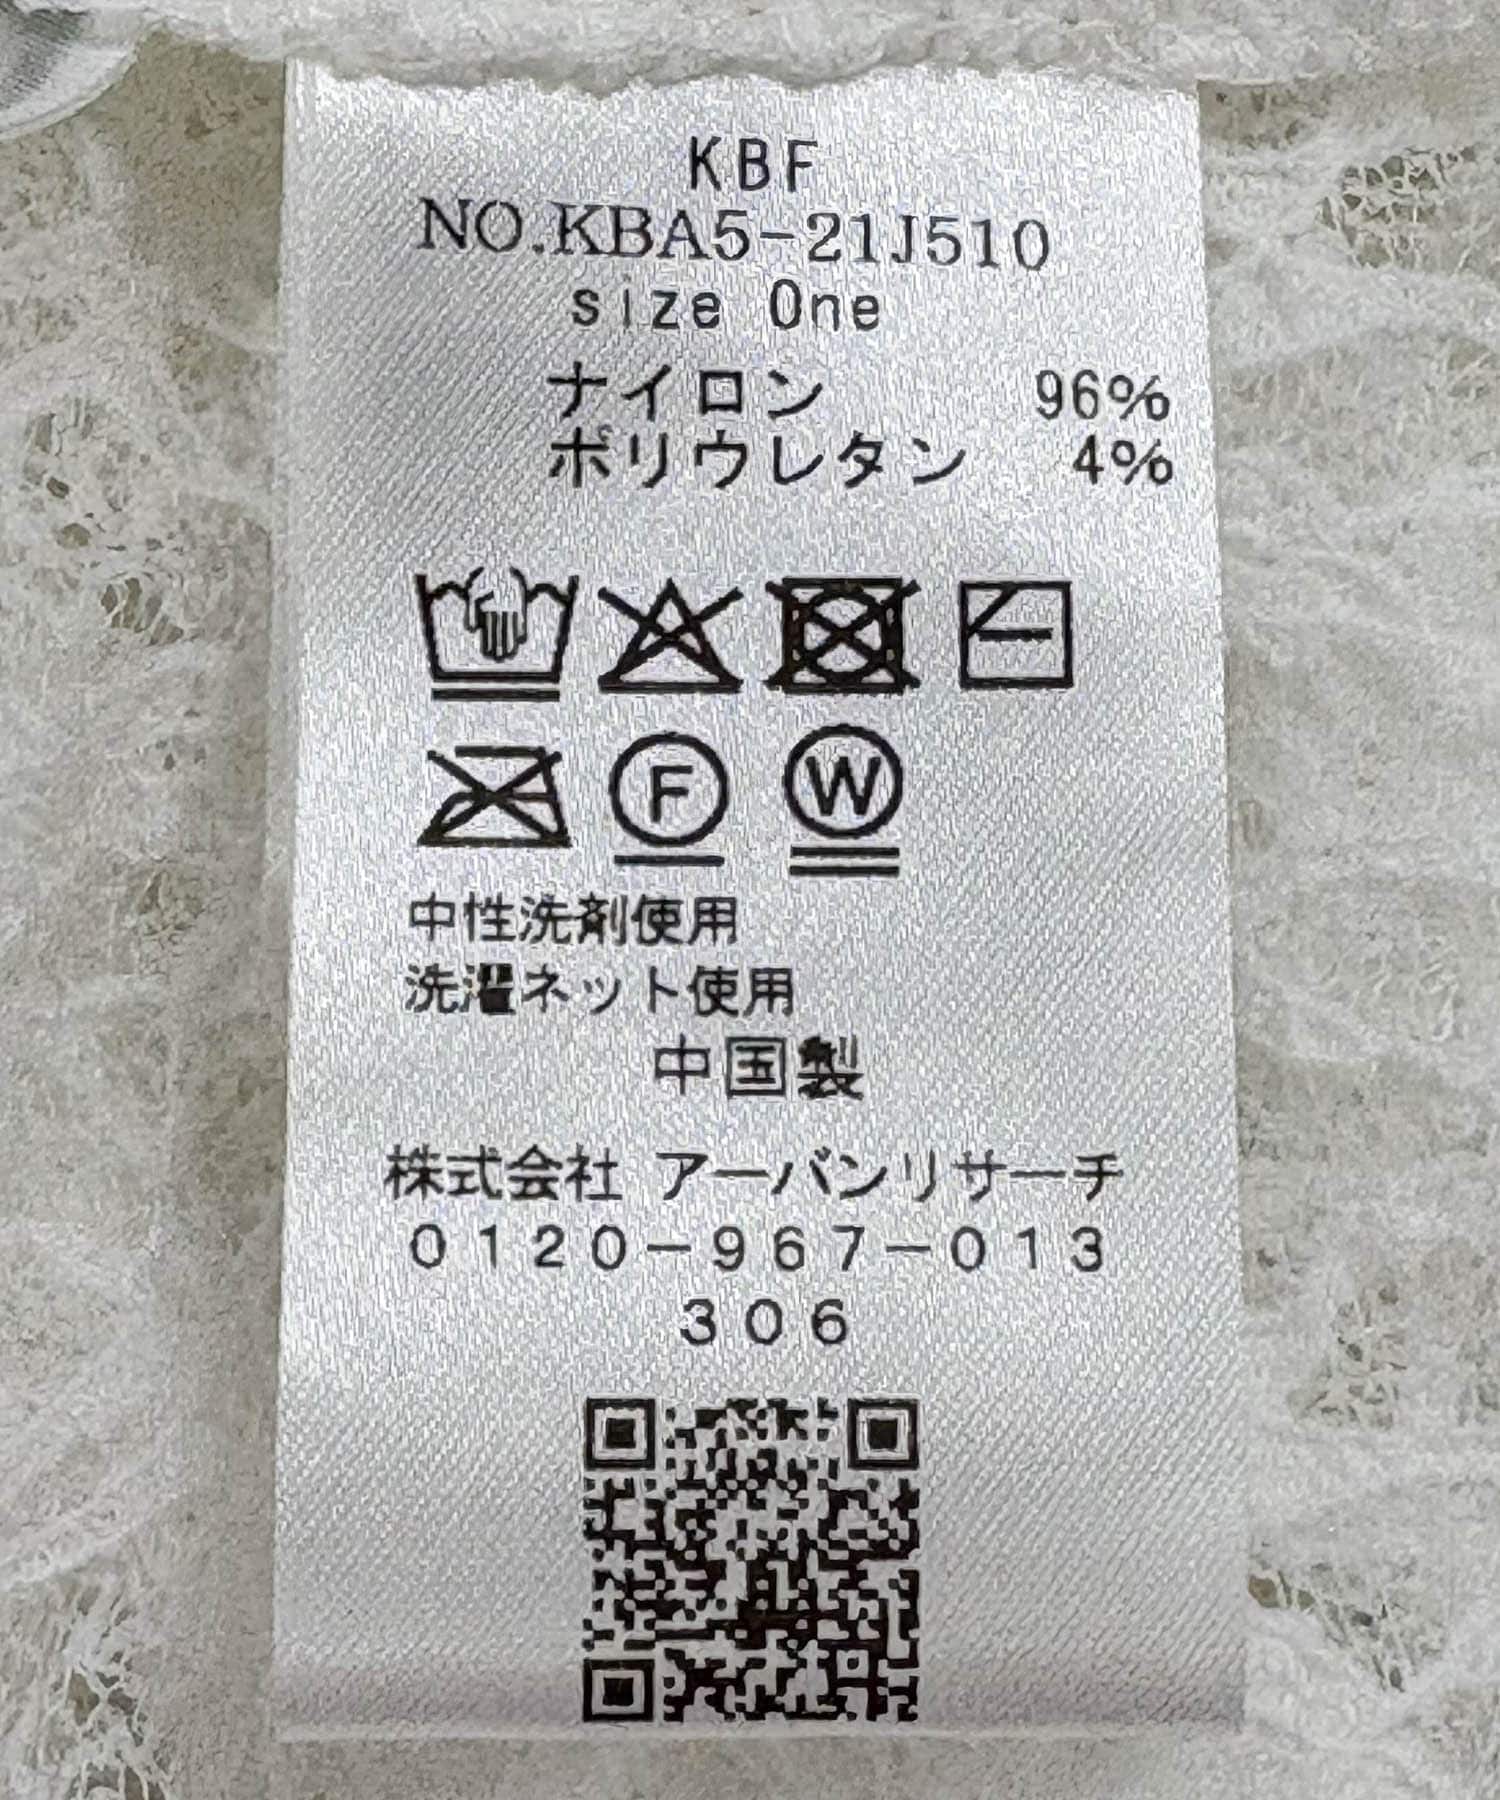 KBF
NO.KBA5-21J510
size One
ナイロン 96%
ポリウレタン 4%
F W
中性洗剤使用
洗濯ネット使用
中国製
株式会社 アーバンリサーチ
0120-967-013
306